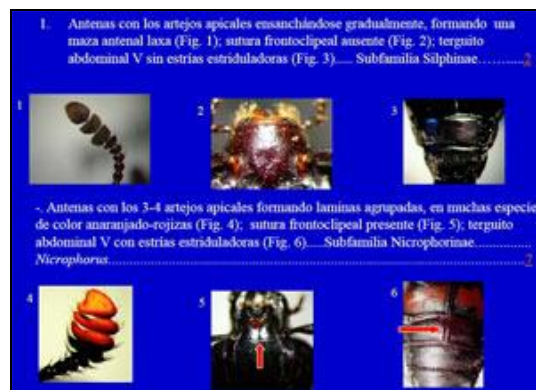 1. Antenas con los artejos apicales ensanchándose gradualmente, formando una
maza antenal laxa (Fig. 1); sutura frontoclipeal ausente (Fig. 2); terguito
abdominal V sin estrías estriduladoras (Fig. 3)..... Subfamilia Silphinae……......2
1
2
3
-. Antenas con los 3-4 artejos apicales formando laminas agrupadas, en muchas especie
de color anaranjado-rojizas (Fig. 4); sutura frontoclipeal presente (Fig. 5); terguito
abdominal V con estrías estriduladoras (Fig. 6)....Subfamilia Nicrophorinae……………
Nicrophorus……………………………………………………………………2
4
5
6